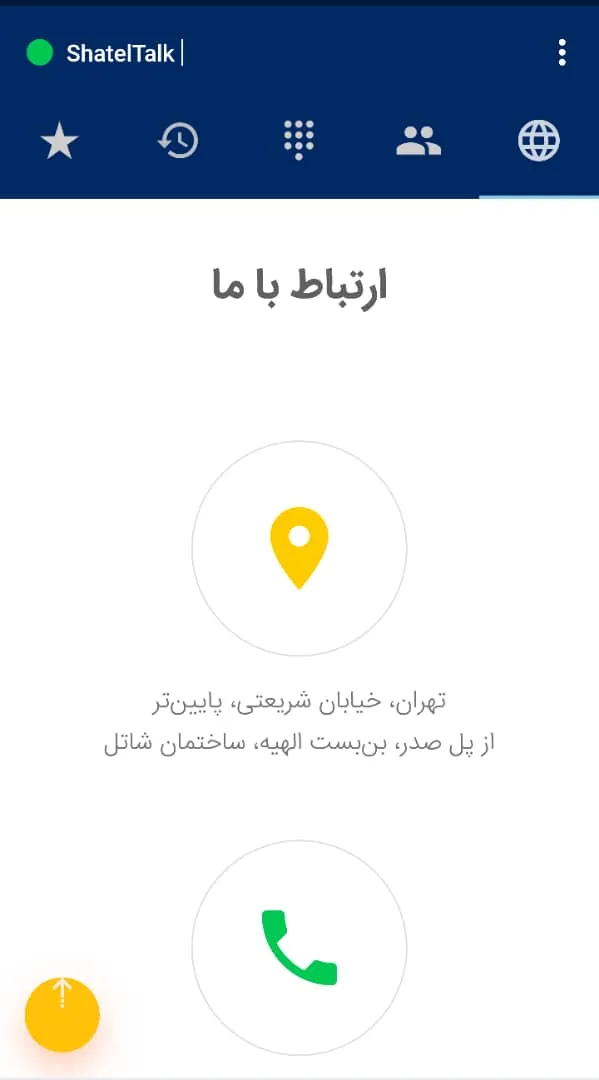 ShatelTalk
ارتباط با ما
تهران، خیابان شریعتی، پایین‌تر
از پل صدر، بن‌بست الهیه، ساختمان شاتل